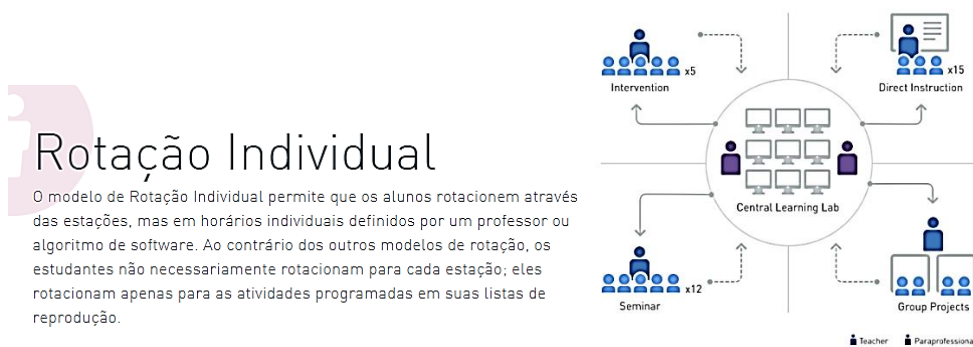 Rotação Individual
O modelo de Rotação Individual permite que os alunos rotacionem através
das estações, mas em horários individuais definidos por um professor ou
algoritmo de software. Ao contrário dos outros modelos de rotação, os
estudantes não necessariamente rotacionam para cada estação; eles
rotacionam apenas para as atividades programadas em suas listas de
reprodução.
x5
Intervention
x15
Direct Instruction
Central Learning Lab
x12
Seminar
Group Projects
Teacher
Paraprofessiona